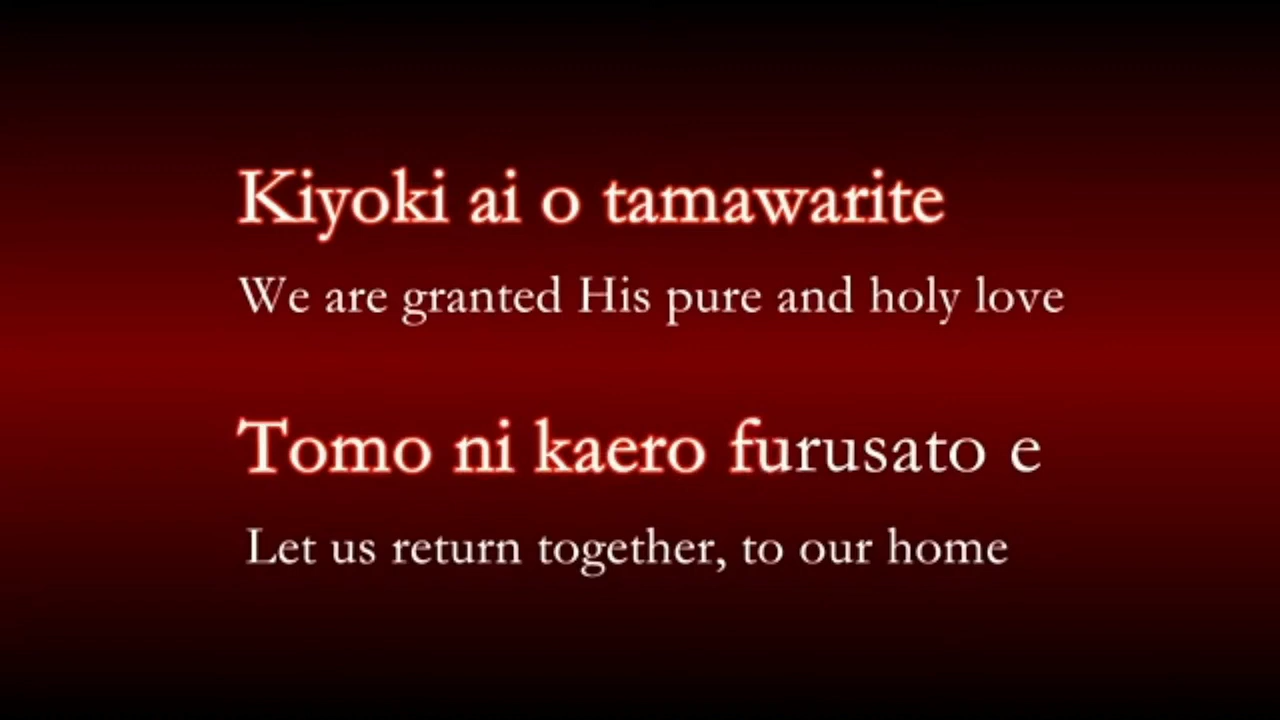 Kiyoki ai o tamawarite
We are granted His pure and holy love
Tomo ni kaero furusato e
Let us return together, to our home